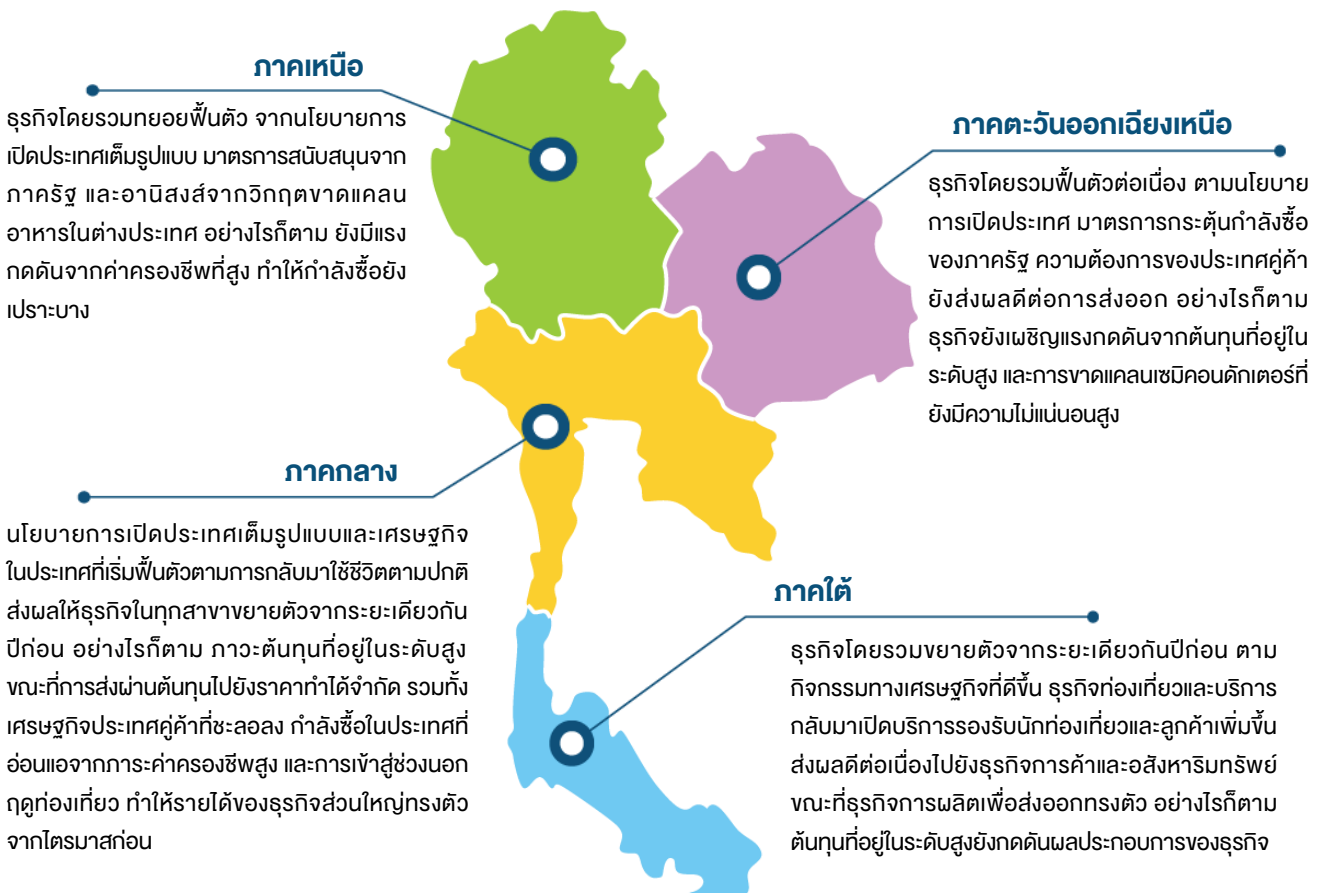 ภาคเหนือ
ธุรกิจโดยรวมทยอยฟื้นตัว จากนโยบายการ
เปิดประเทศเต็มรูปแบบ มาตรการสนับสนุนจาก
ภาครัฐ และอานิสงส์จากวิกฤตขาดแคลน
อาหารในต่างประเทศ อย่างไรก็ตาม ยังมีแรง
กดดันจากค่าครองชีพที่สูง ทำให้กำลังซื้อยัง
เปราะบาง
ภาคตะวันออกเฉียงเหนือ
ธุรกิจโดยรวมฟื้นตัวต่อเนื่อง ตามนโยบาย
การเปิดประเทศ มาตรการกระตุ้นกำลังซื้อ
ของภาครัฐ ความต้องการของประเทศคู่ค้า
ยังส่งผลดีต่อการส่งออก อย่างไรก็ตาม
ธุรกิจยังเผชิญแรงกดดันจากต้นทุนที่อยู่ใน
ระดับสูง และการขาดแคลนเซมิคอนดักเตอร์ที่
ยังมีความไม่แน่นอนสูง
ภาคกลาง
นโยบายการเปิดประเทศเต็มรูปแบบและเศรษฐกิจ
ในประเทศที่เริ่มฟื้นตัวตามการกลับมาใช้ชีวิตตามปกติ
ส่งผลให้ธุรกิจในทุกสาขาขยายตัวจากระยะเดียวกัน
ปีก่อน อย่างไรก็ตาม ภาวะต้นทุนที่อยู่ในระดับสูง
ขณะที่การส่งผ่านต้นทุนไปยังราคาทำได้จำกัด รวมทั้ง
เศรษฐกิจประเทศคู่ค้าที่ชะลอลง กำลังซื้อในประเทศที่
อ่อนแอจากภาระค่าครองชีพสูง และการเข้าสู่ช่วงนอก
ฤดูท่องเที่ยว ทำให้รายได้ของธุรกิจส่วนใหญ่ทรงตัว
จากไตรมาสก่อน
ภาคใต้
ธุรกิจโดยรวมขยายตัวจากระยะเดียวกันปีก่อน ตาม
กิจกรรมทางเศรษฐกิจที่ดีขึ้น ธุรกิจท่องเที่ยวและบริการ
กลับมาเปิดบริการรองรับนักท่องเที่ยวและลูกค้าเพิ่มขึ้น
ส่งผลดีต่อเนื่องไปยังธุรกิจการค้าและอสังหาริมทรัพย์
ขณะที่ธุรกิจการผลิตเพื่อส่งออกทรงตัว อย่างไรก็ตาม
ต้นทุนที่อยู่ในระดับสูงยังกดดันผลประกอบการของธุรกิจ